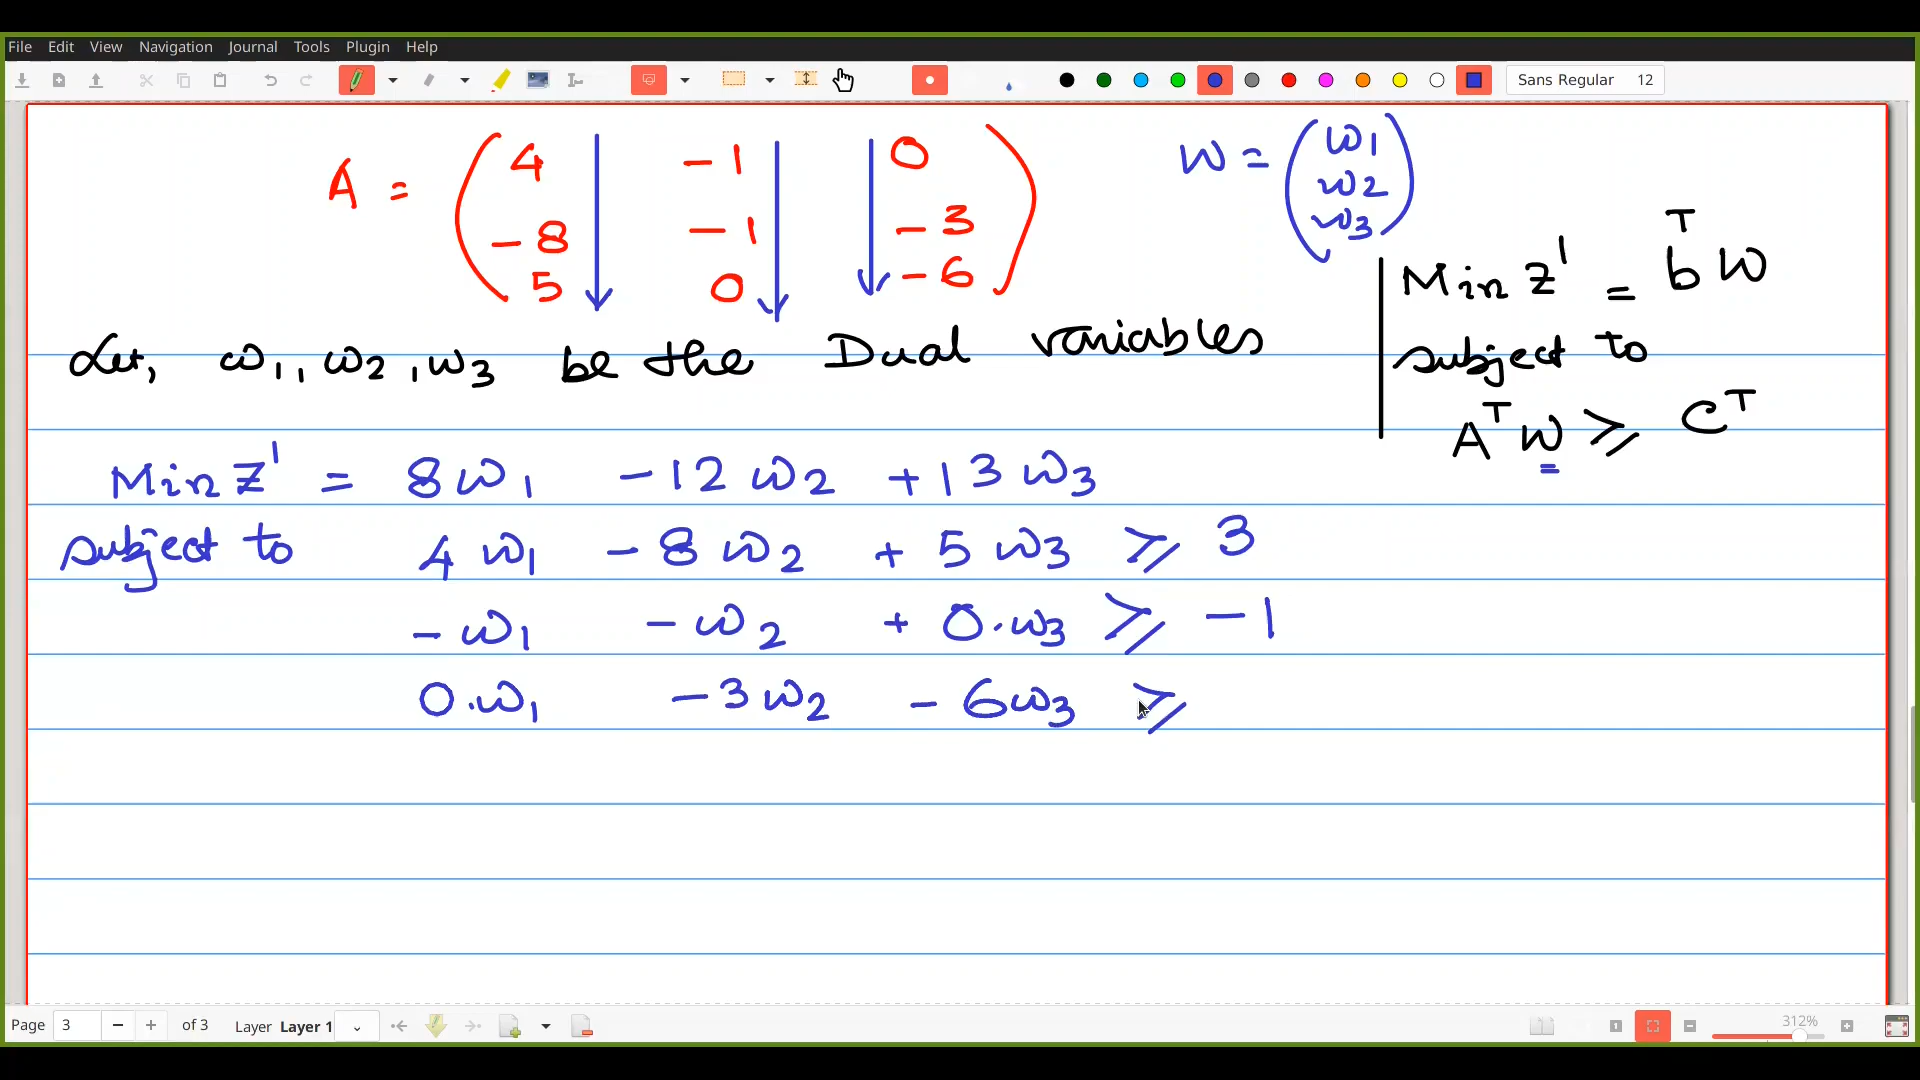 File Edit View Navigation Journal Tools Plugin Help
Sans Regular 12
A = ( 4 -1 0
-8 -1 -3
5 0 -6 )
W = ( w1
w2
w3 )
Let, w1, w2, w3 be the Dual variables
Min Z' = b^T W
subject to
A^T W ≥ C^T
Min Z' = 8w1 -12w2 +13w3
subject to 4w1 -8w2 + 5w3 ≥ 3
-w1 -w2 + 0.w3 ≥ -1
0.w1 -3w2 - 6w3 ≥
Page 3 of 3 Layer Layer 1 312%